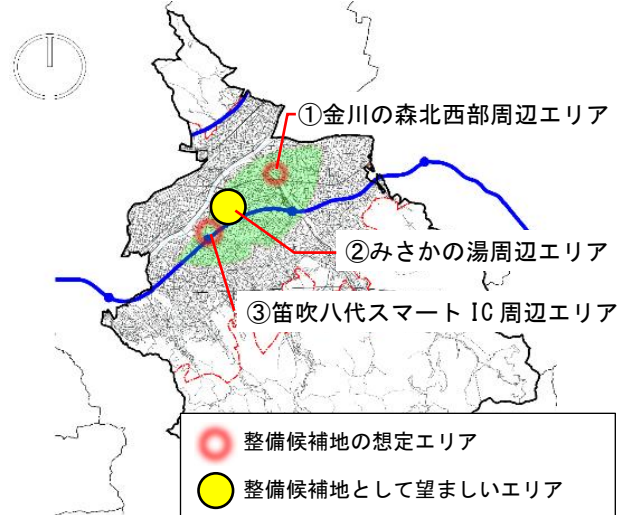 ①金川の森北西部周辺エリア
②みさかの湯周辺エリア
③笛吹八代スマート IC 周辺エリア
整備候補地の想定エリア
整備候補地として望ましいエリア